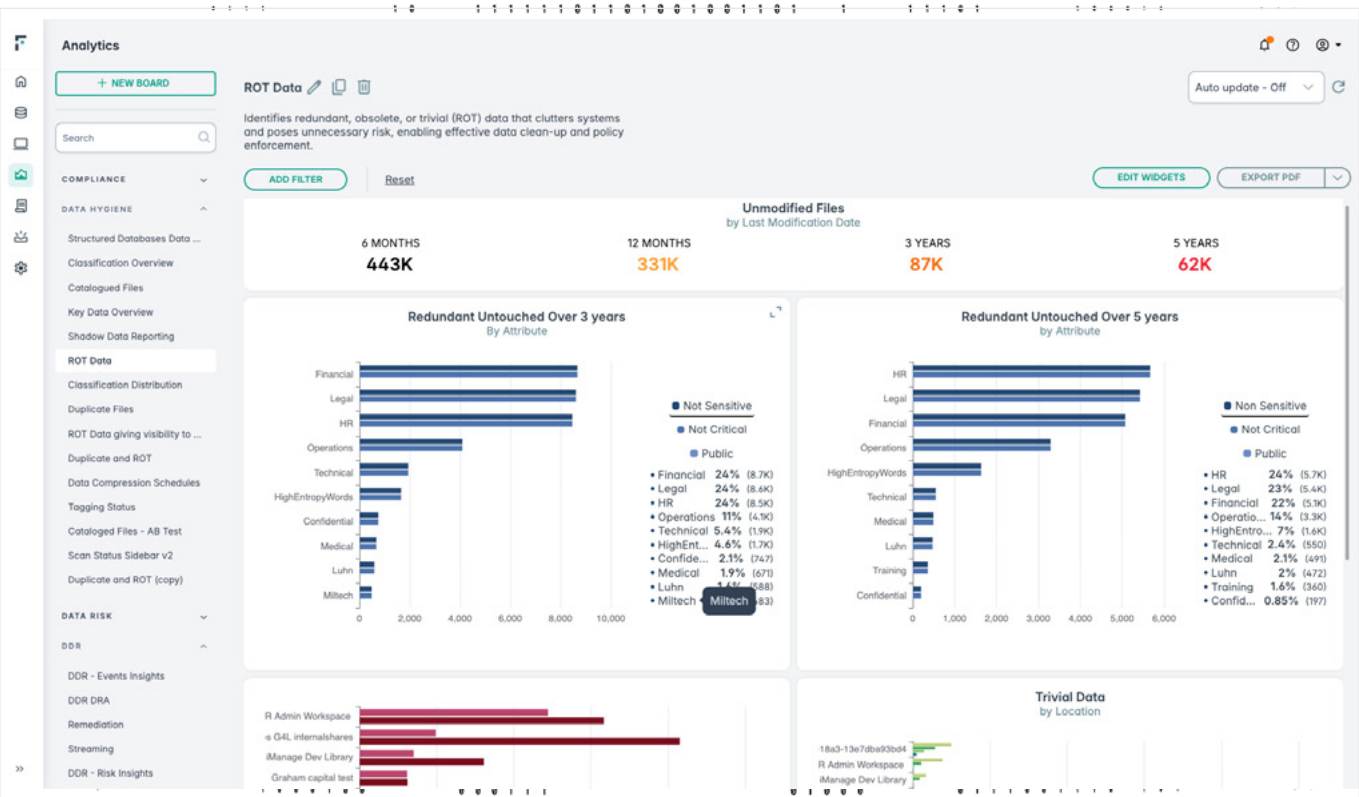 Analytics
+ NEW BOARD
Search
COMPLIANCE
DATA HYGIENE
Structured Databases Data ...
Classification Overview
Catalogued Files
Key Data Overview
Shadow Data Reporting
ROT Data
Classification Distribution
Duplicate Files
ROT Data giving visibility to ...
Duplicate and ROT
Data Compression Schedules
Tagging Status
Cataloged Files - AB Test
Scan Status Sidebar v2
Duplicate and ROT (copy)
DATA RISK
DDR
DDR - Events Insights
DDR DRA
Remediation
Streaming
DDR - Risk Insights
ROT Data
Auto update - Off
Identifies redundant, obsolete, or trivial (ROT) data that clutters systems
and poses unnecessary risk, enabling effective data clean-up and policy
enforcement.
ADD FILTER
Reset
EDIT WIDGETS
EXPORT PDF
Unmodified Files
by Last Modification Date
6 MONTHS
443K
12 MONTHS
331K
3 YEARS
87K
5 YEARS
62K
Redundant Untouched Over 3 years
By Attribute
Financial
Legal
HR
Operations
Technical
HighEntropyWords
Confidential
Medical
Luhn
Miltech
0 2,000 4,000 6,000 8,000 10,000
Not Sensitive
Not Critical
Public
• Financial 24% (8.7K)
• Legal 24% (8.6K)
• HR 24% (8.5K)
• Operations 11% (4.1K)
• Technical 5.4% (1.9K)
• HighEnt... 4.6% (1.7K)
• Confide... 2.1% (747)
• Medical 1.9% (671)
• Luhn 1.6% (588)
• Miltech
Miltech
83)
Redundant Untouched Over 5 years
by Attribute
HR
Legal
Financial
Operations
HighEntropyWords
Technical
Medical
Luhn
Training
Confidential
0 1,000 2,000 3,000 4,000 5,000 6,000
Non Sensitive
Not Critical
Public
• HR 24% (5.7K)
• Legal 23% (5.4K)
• Financial 22% (5.1K)
• Operatio... 14% (3.3K)
• HighEntro... 7% (1.6K)
• Technical 2.4% (550)
• Medical 2.1% (491)
• Luhn 2% (472)
• Training 1.6% (360)
• Confid... 0.85% (197)
R Admin Workspace
-s G4L internalshares
iManage Dev Library
Graham capital test
Trivial Data
by Location
-18a3-13e7dba93bd4
R Admin Workspace
iManage Dev Library